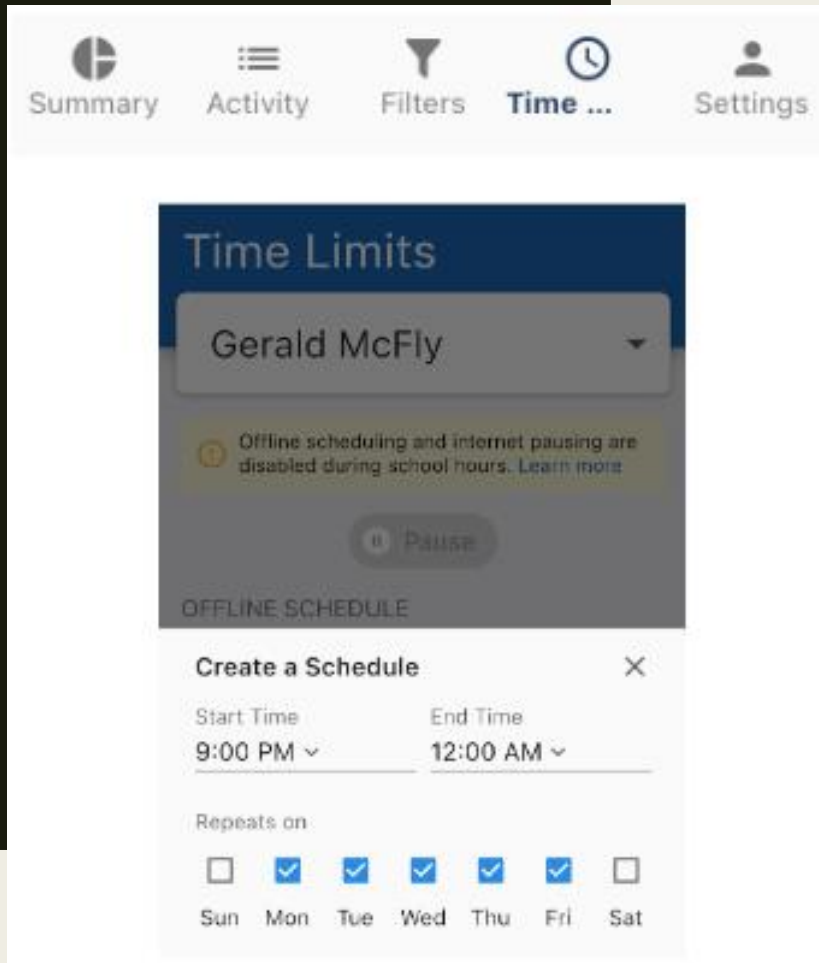 Summary Activity Filters Time ... Settings
Time Limits
Gerald McFly
Offline scheduling and internet pausing are
disabled during school hours. Learn more
Pause
OFFLINE SCHEDULE
Create a Schedule
Start Time End Time
9:00 PM 12:00 AM
Repeats on
Sun Mon Tue Wed Thu Fri Sat